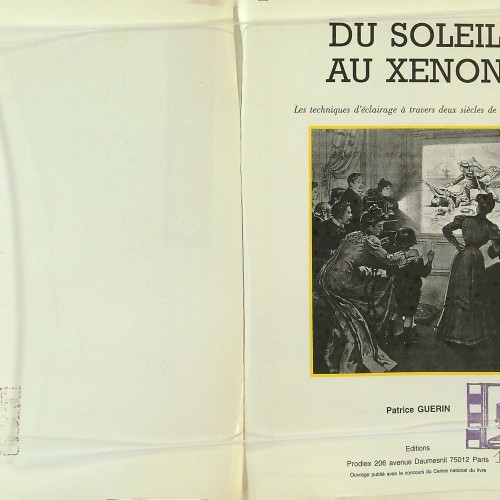 DU SOLEIL
AU XENON
Les techniques d'éclairage à travers deux siècles de
Patrice GUERIN
Editions
Prodiex 206 avenue Daumesnil 75012 Paris
Ouvrage publié avec le concours du Centre national du livre